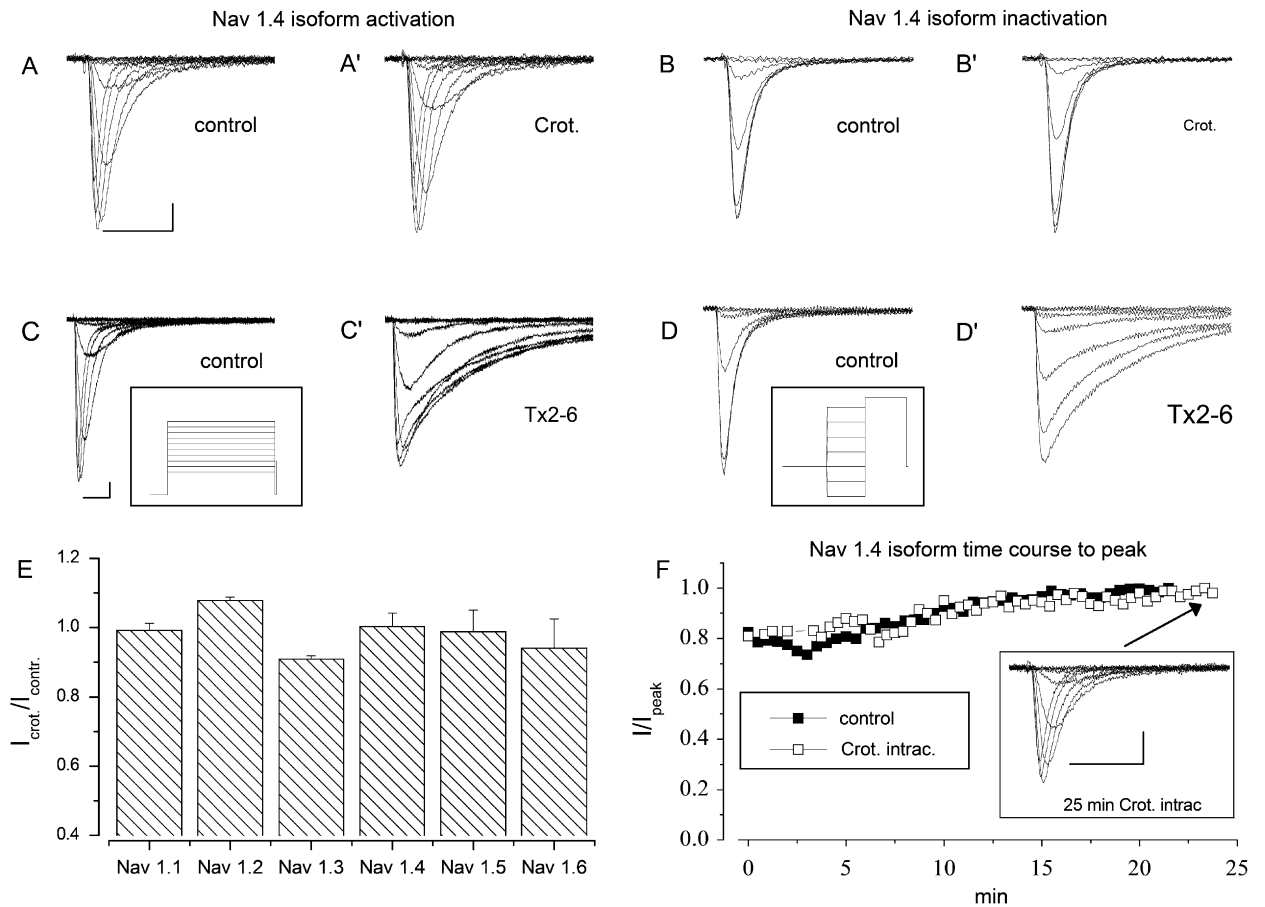 Nav 1.4 isoform activation
Nav 1.4 isoform inactivation
A
control
A'
Crot.
B
control
B'
Crot.
C
control
C'
Tx2-6
D
control
D'
Tx2-6
E
1.2
1.0
0.8
0.6
0.4
Icrot./Icontr.
Nav 1.1 Nav 1.2 Nav 1.3 Nav 1.4 Nav 1.5 Nav 1.6
Nav 1.4 isoform time course to peak
F
1.0
0.8
0.6
0.4
0.2
0.0
I/Ipeak
control
Crot. intrac.
25 min Crot. intrac
0 5 10 15 20 25
min